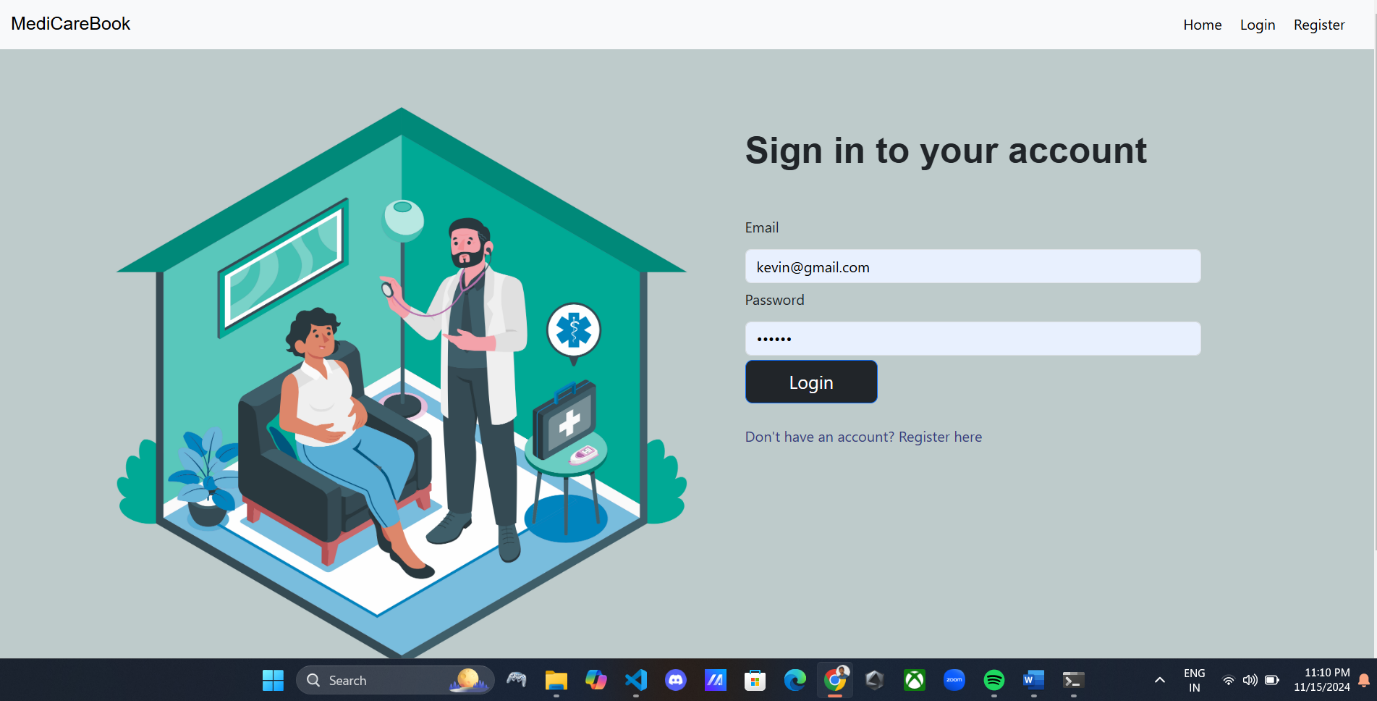 MediCareBook
Home Login Register
Sign in to your account
Email
kevin@gmail.com
Password
••••••
Login
Don't have an account? Register here
Search
zoom
W
ENG
IN
11:10 PM
11/15/2024